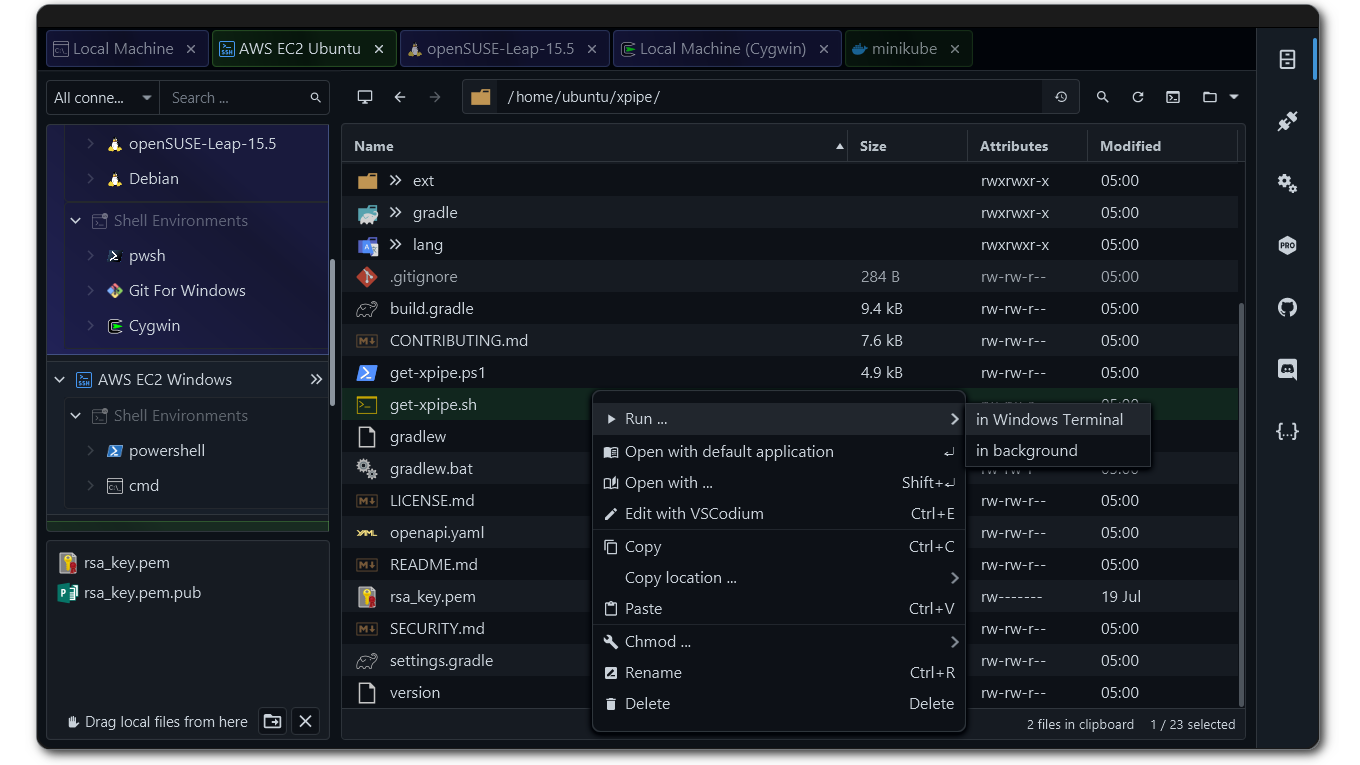 Local Machine
AWS EC2 Ubuntu
openSUSE-Leap-15.5
Local Machine (Cygwin)
minikube
All conne...
Search ...
/home/ubuntu/xpipe/
openSUSE-Leap-15.5
Debian
Shell Environments
pwsh
Git For Windows
Cygwin
AWS EC2 Windows
Shell Environments
powershell
cmd
rsa_key.pem
rsa_key.pem.pub
Drag local files from here
Name Size Attributes Modified
ext rwxrwxr-x 05:00
gradle rwxrwxr-x 05:00
lang rwxrwxr-x 05:00
.gitignore 284 B rw-rw-r-- 05:00
build.gradle 9.4 kB rw-rw-r-- 05:00
CONTRIBUTING.md 7.6 kB rw-rw-r-- 05:00
get-xpipe.ps1 4.9 kB rw-rw-r-- 05:00
get-xpipe.sh
gradlew
gradlew.bat
LICENSE.md rw-rw-r-- 05:00
openapi.yaml rw-rw-r-- 05:00
README.md rw-rw-r-- 05:00
rsa_key.pem rw------- 19 Jul
SECURITY.md rw-rw-r-- 05:00
settings.gradle rw-rw-r-- 05:00
version rw-rw-r-- 05:00
Run ...
Open with default application
Open with ... Shift+↵
Edit with VSCodium Ctrl+E
Copy Ctrl+C
Copy location ...
Paste Ctrl+V
Chmod ...
Rename Ctrl+R
Delete Delete
in Windows Terminal
in background
2 files in clipboard 1 / 23 selected
PRO